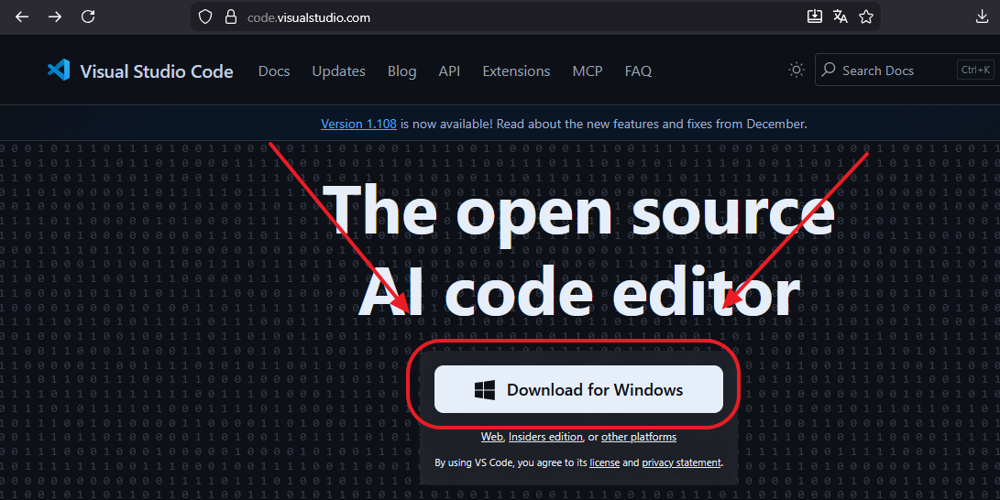 code.visualstudio.com
Visual Studio Code Docs Updates Blog API Extensions MCP FAQ Search Docs Ctrl+K
Version 1.108 is now available! Read about the new features and fixes from December.
The open source
AI code editor
Download for Windows
Web, Insiders edition, or other platforms
By using VS Code, you agree to its license and privacy statement.